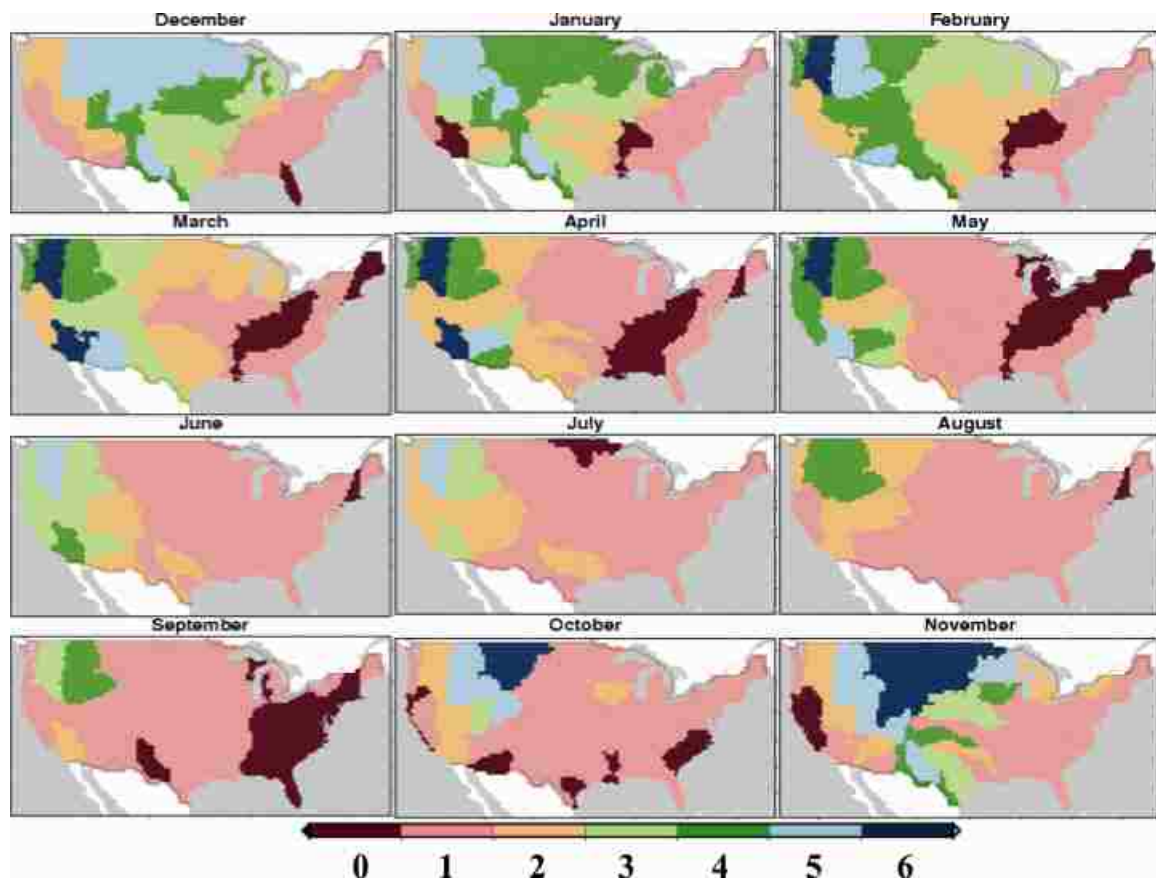 December January February
March April May
June July August
September October November
0 1 2 3 4 5 6